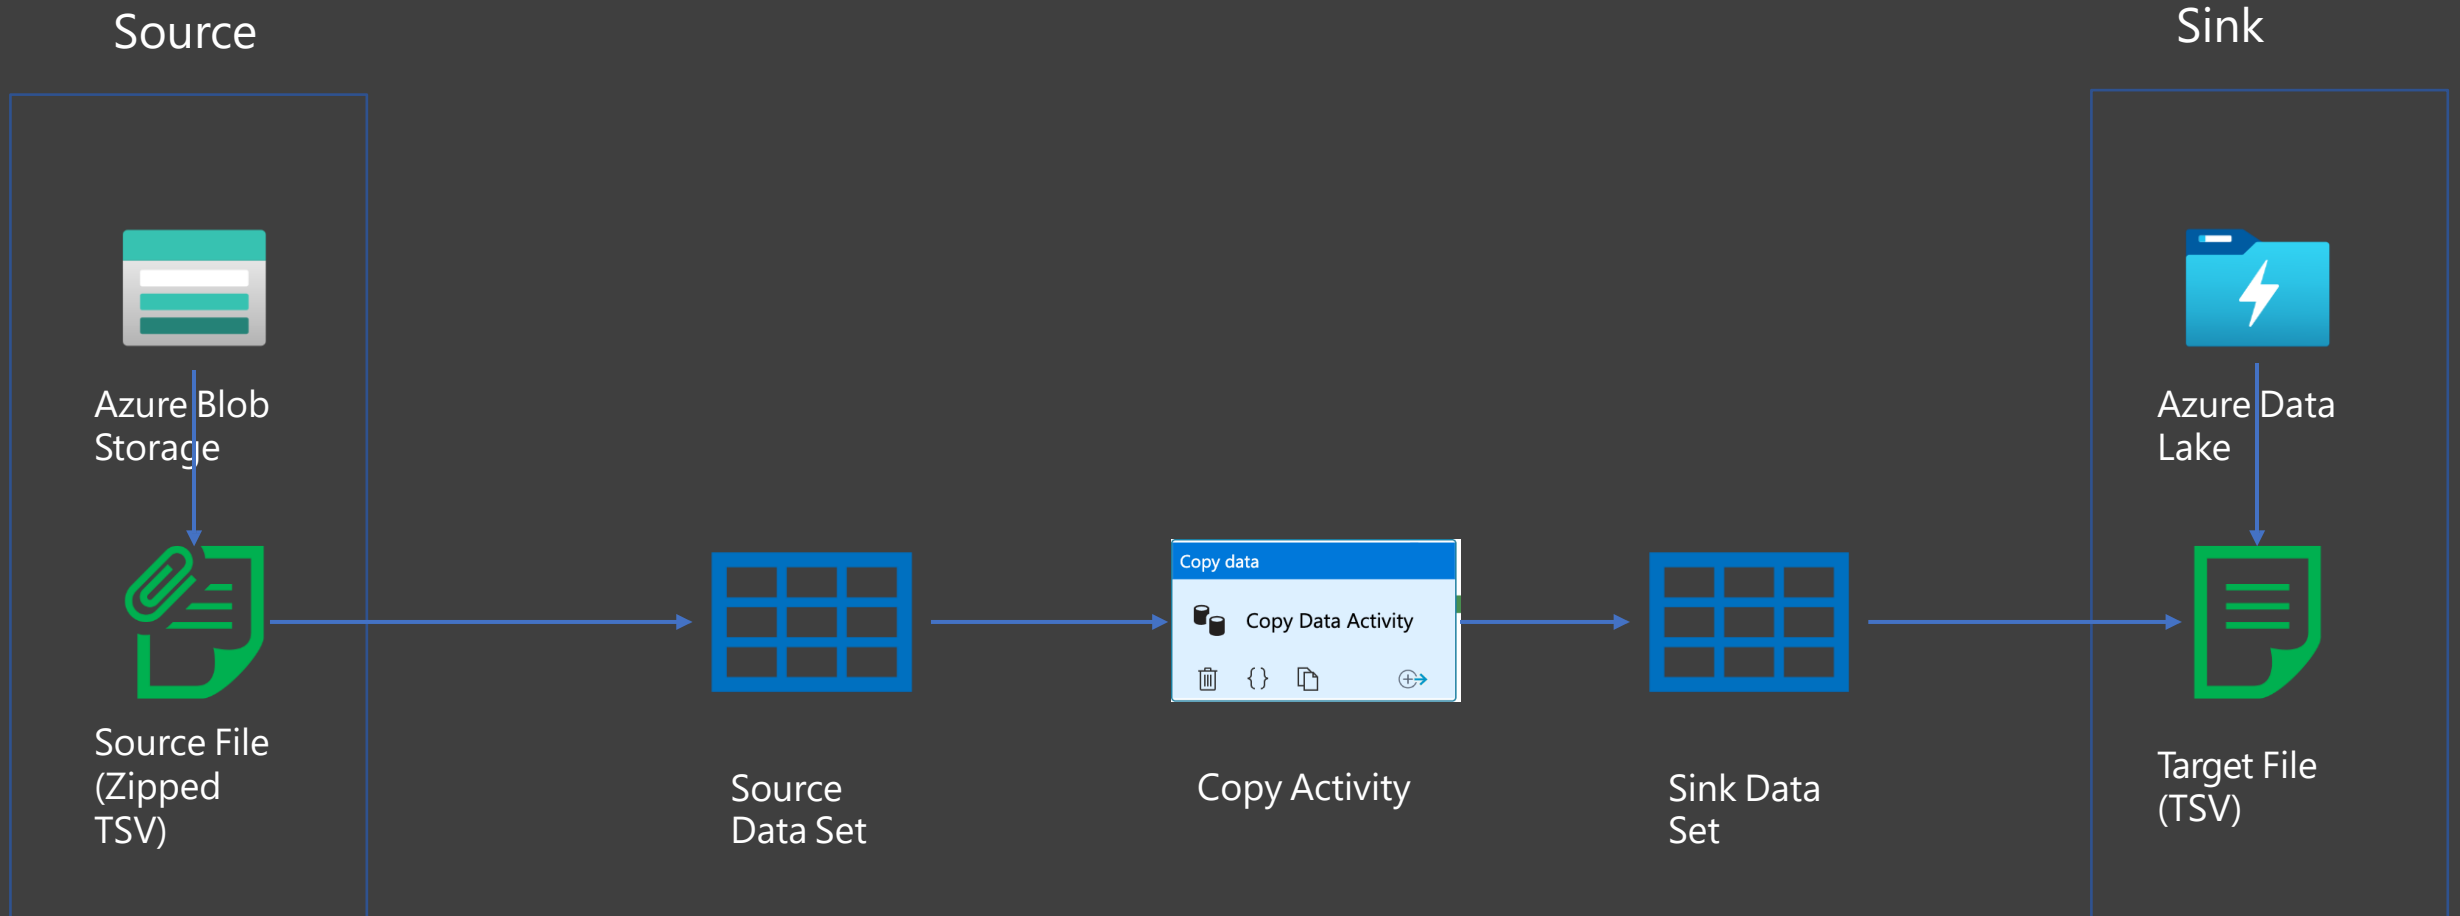 Source
Sink
Azure Blob
Storage
Azure Data
Lake
Copy data
Copy Data Activity
Source File
(Zipped
TSV)
Source
Data Set
Copy Activity
Sink Data
Set
Target File
(TSV)